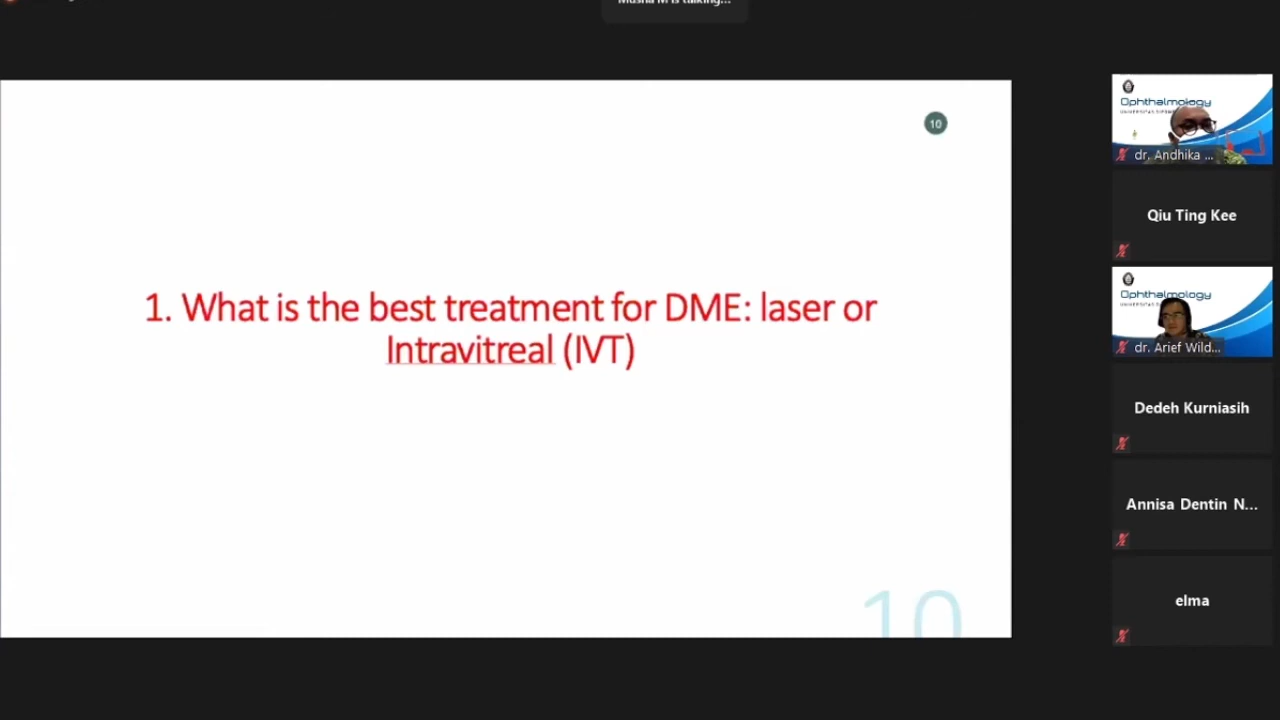 10
1. What is the best treatment for DME: laser or
Intravitreal (IVT)
10
Ophthalmology
dr. Andhika ...
Qiu Ting Kee
Ophthalmology
dr. Arief Wild...
Dedeh Kurniasih
Annisa Dentin N...
elma